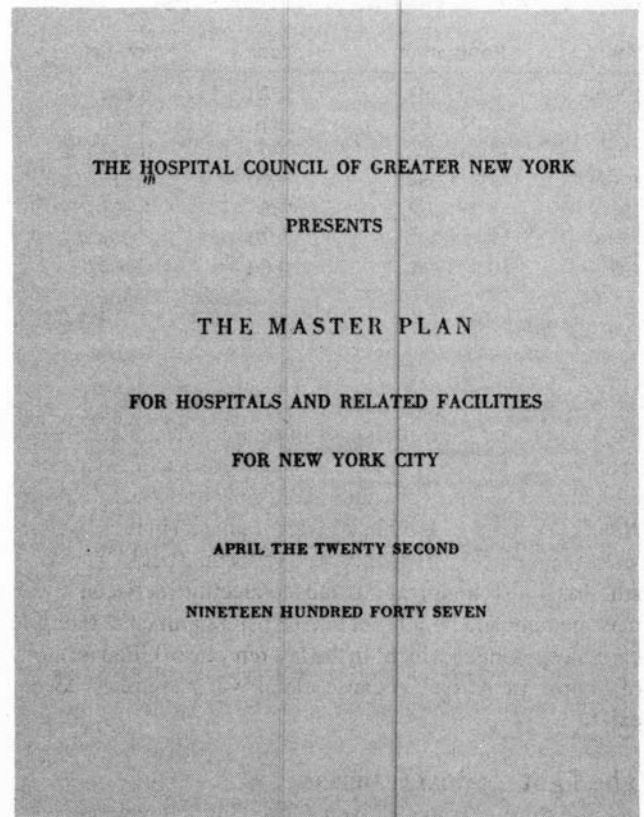 THE HOSPITAL COUNCIL OF GREATER NEW YORK
PRESENTS
THE MASTER PLAN
FOR HOSPITALS AND RELATED FACILITIES
FOR NEW YORK CITY
APRIL THE TWENTY SECOND
NINETEEN HUNDRED FORTY SEVEN